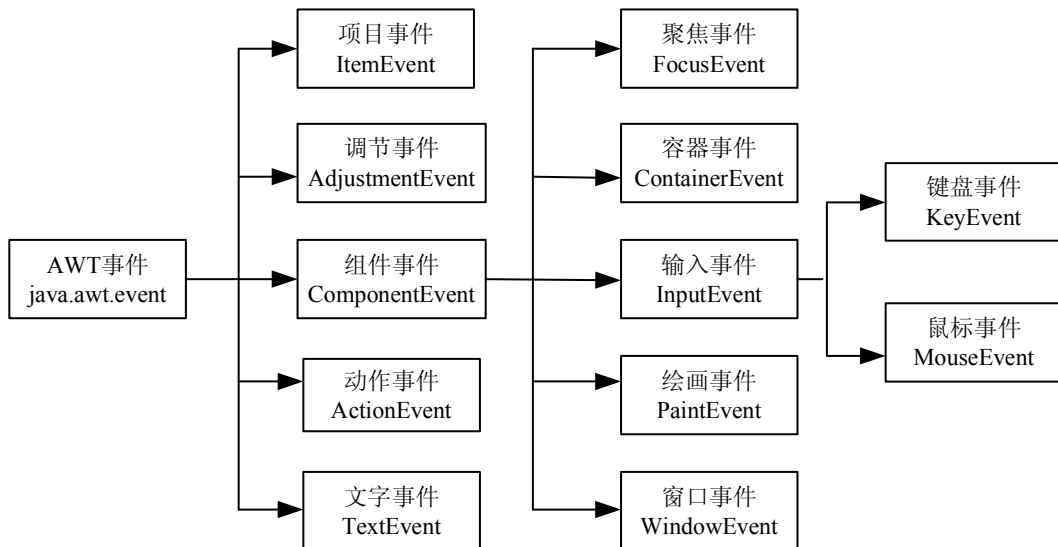 AWT事件
java.awt.event
项目事件
ItemEvent
调节事件
AdjustmentEvent
组件事件
ComponentEvent
动作事件
ActionEvent
文字事件
TextEvent
聚焦事件
FocusEvent
容器事件
ContainerEvent
输入事件
InputEvent
绘画事件
PaintEvent
窗口事件
WindowEvent
键盘事件
KeyEvent
鼠标事件
MouseEvent